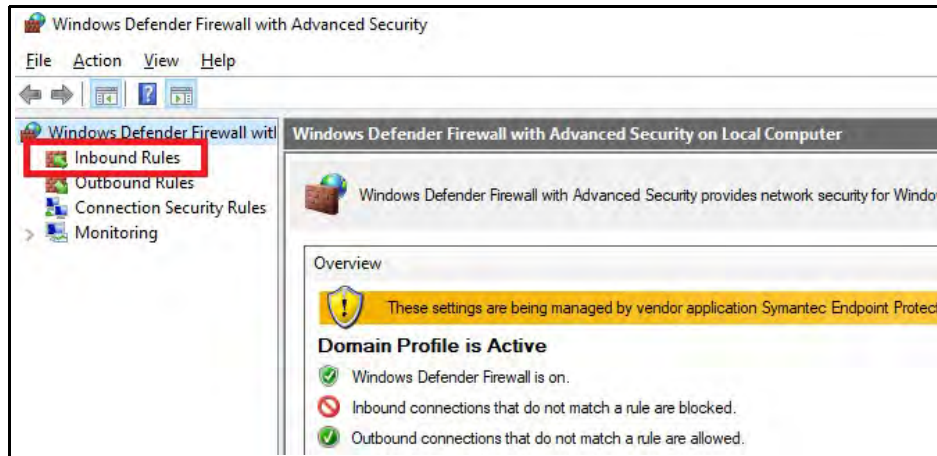 Windows Defender Firewall with Advanced Security
File Action View Help
Windows Defender Firewall with
Inbound Rules
Outbound Rules
Connection Security Rules
Monitoring
Windows Defender Firewall with Advanced Security on Local Computer
Windows Defender Firewall with Advanced Security provides network security for Windo
Overview
These settings are being managed by vendor application Symantec Endpoint Protect
Domain Profile is Active
Windows Defender Firewall is on.
Inbound connections that do not match a rule are blocked.
Outbound connections that do not match a rule are allowed.